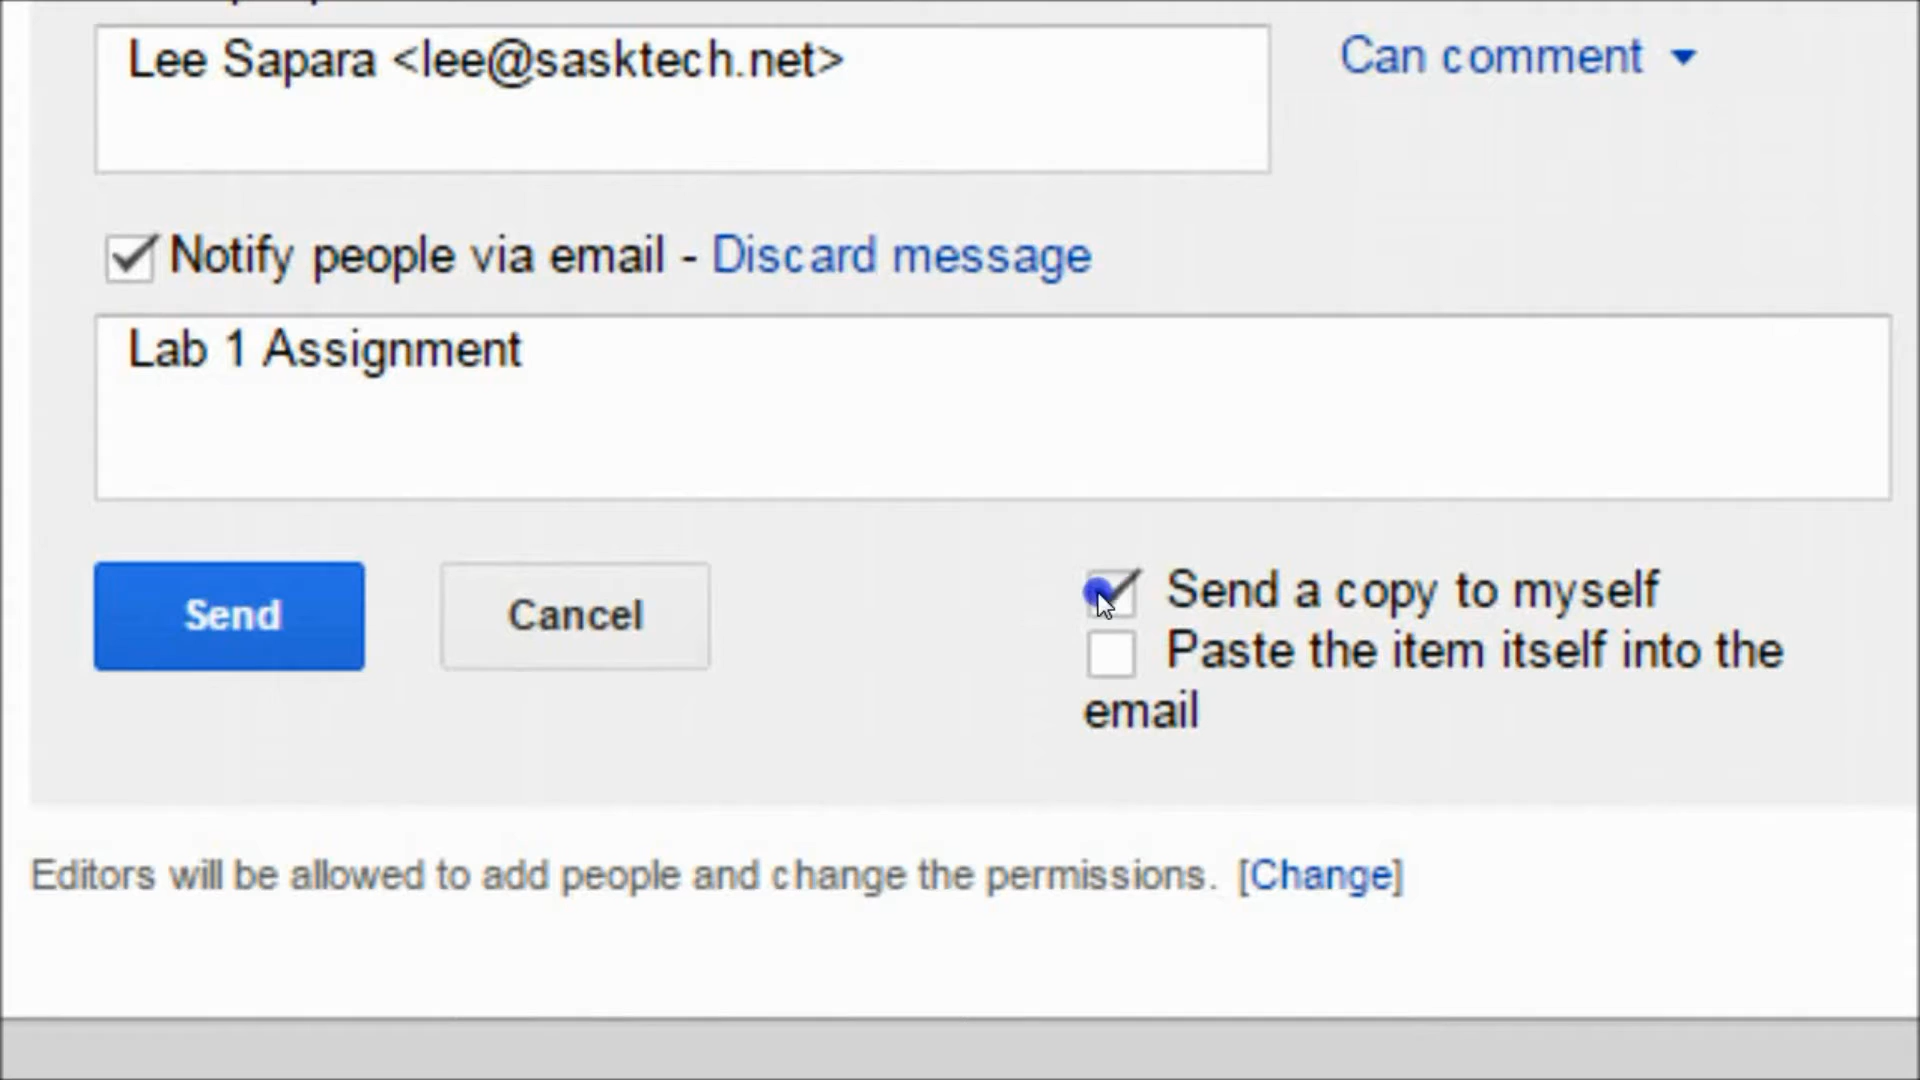 Lee Sapara <lee@sasktech.net>
Can comment
Notify people via email - Discard message
Lab 1 Assignment
Send
Cancel
Send a copy to myself
Paste the item itself into the
email
Editors will be allowed to add people and change the permissions. [Change]